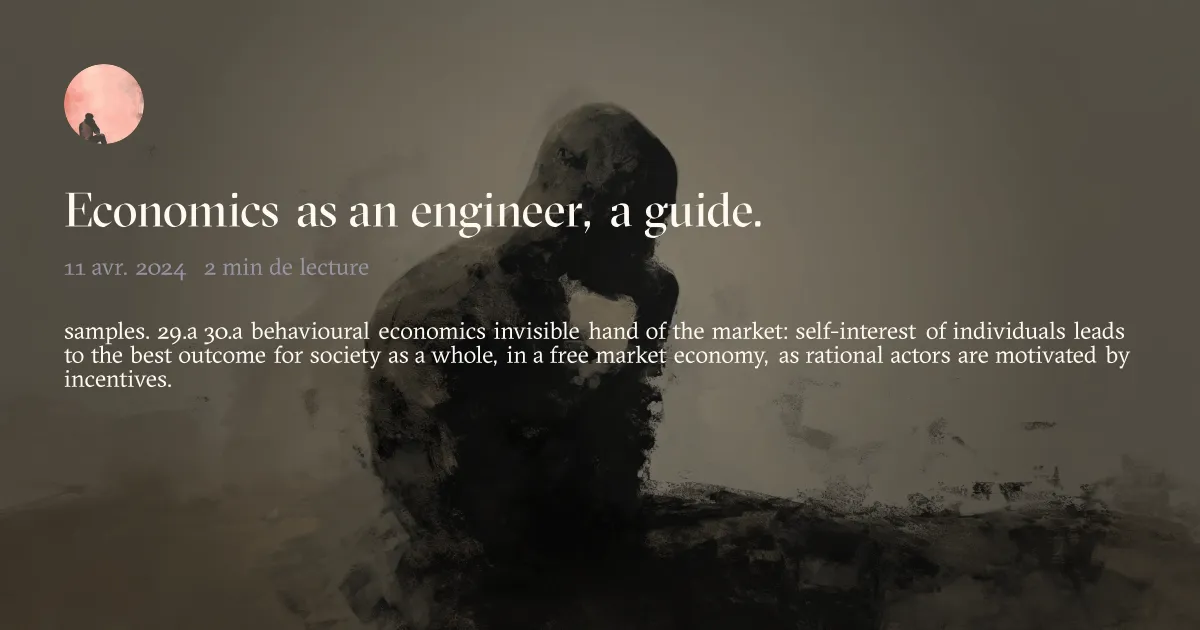 Economics as an engineer, a guide.
11 avr. 2024 2 min de lecture
samples. 29.a 30.a behavioural economics invisible hand of the market: self-interest of individuals leads
to the best outcome for society as a whole, in a free market economy, as rational actors are motivated by
incentives.